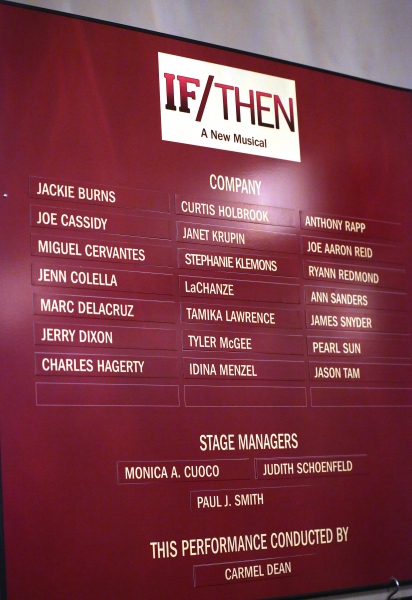 IF/THEN
A New Musical
COMPANY
JACKIE BURNS
JOE CASSIDY
MIGUEL CERVANTES
JENN COLELLA
MARC DELACRUZ
JERRY DIXON
CHARLES HAGERTY
CURTIS HOLBROOK
JANET KRUPIN
STEPHANIE KLEMONS
LaCHANZE
TAMIKA LAWRENCE
TYLER McGEE
IDINA MENZEL
ANTHONY RAPP
JOE AARON REID
RYANN REDMOND
ANN SANDERS
JAMES SNYDER
PEARL SUN
JASON TAM
STAGE MANAGERS
MONICA A. CUOCO
JUDITH SCHOENFELD
PAUL J. SMITH
THIS PERFORMANCE CONDUCTED BY
CARMEL DEAN